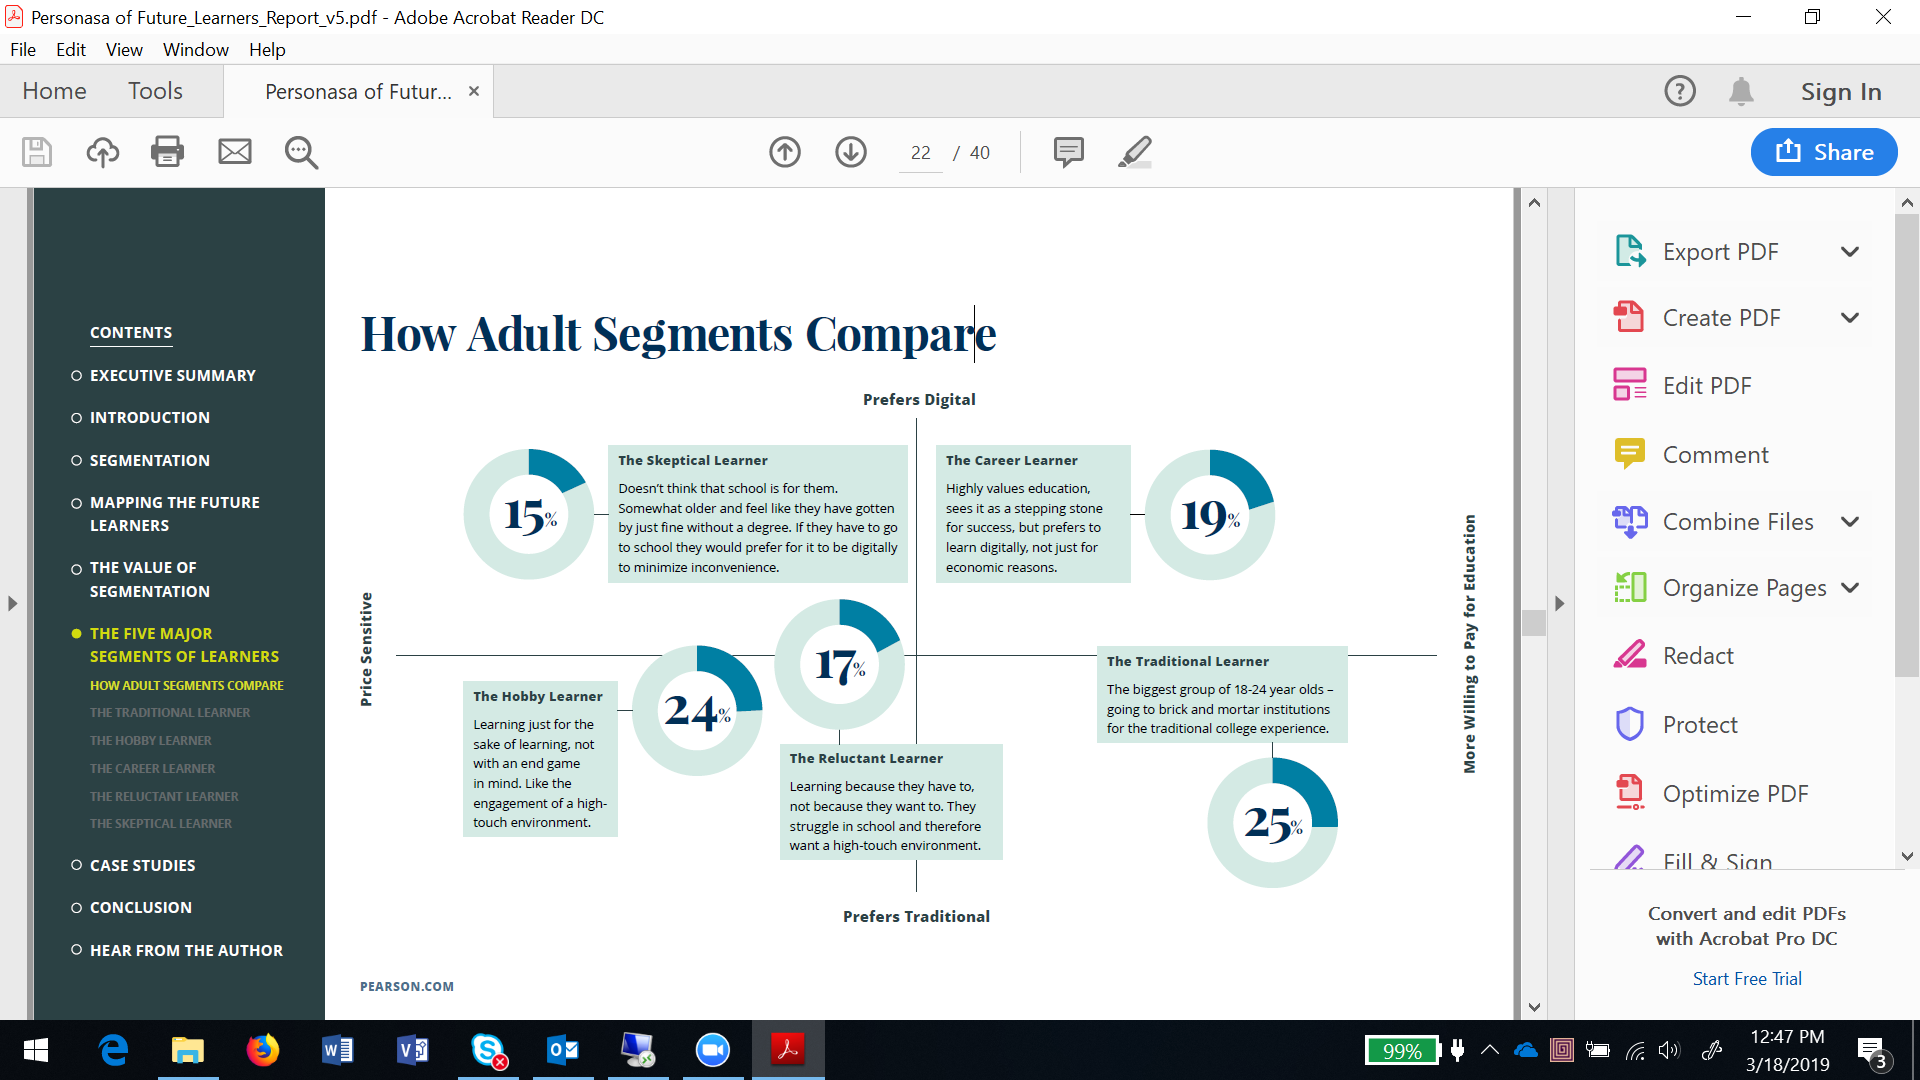 Personasa of Future_Learners_Report_v5.pdf - Adobe Acrobat Reader DC
File Edit View Window Help
Home Tools Personasa of Futur... × Sign In
22 / 40
Share
CONTENTS
EXECUTIVE SUMMARY
INTRODUCTION
SEGMENTATION
MAPPING THE FUTURE
LEARNERS
THE VALUE OF
SEGMENTATION
THE FIVE MAJOR
SEGMENTS OF LEARNERS
HOW ADULT SEGMENTS COMPARE
THE TRADITIONAL LEARNER
THE HOBBY LEARNER
THE CAREER LEARNER
THE RELUCTANT LEARNER
THE SKEPTICAL LEARNER
CASE STUDIES
CONCLUSION
HEAR FROM THE AUTHOR
How Adult Segments Compare
Prefers Digital
15%
The Skeptical Learner
Doesn’t think that school is for them.
Somewhat older and feel like they have gotten
by just fine without a degree. If they have to go
to school they would prefer for it to be digitally
to minimize inconvenience.
The Career Learner
Highly values education,
sees it as a stepping stone
for success, but prefers to
learn digitally, not just for
economic reasons.
19%
Price Sensitive
More Willing to Pay for Education
17%
24%
The Hobby Learner
Learning just for the
sake of learning, not
with an end game
in mind. Like the
engagement of a high-
touch environment.
The Reluctant Learner
Learning because they have to,
not because they want to. They
struggle in school and therefore
want a high-touch environment.
The Traditional Learner
The biggest group of 18-24 year olds –
going to brick and mortar institutions
for the traditional college experience.
25%
Prefers Traditional
PEARSON.COM
Export PDF
Create PDF
Edit PDF
Comment
Combine Files
Organize Pages
Redact
Protect
Optimize PDF
Fill & Sign
Convert and edit PDFs
with Acrobat Pro DC
Start Free Trial
99%
12:47 PM
3/18/2019
3